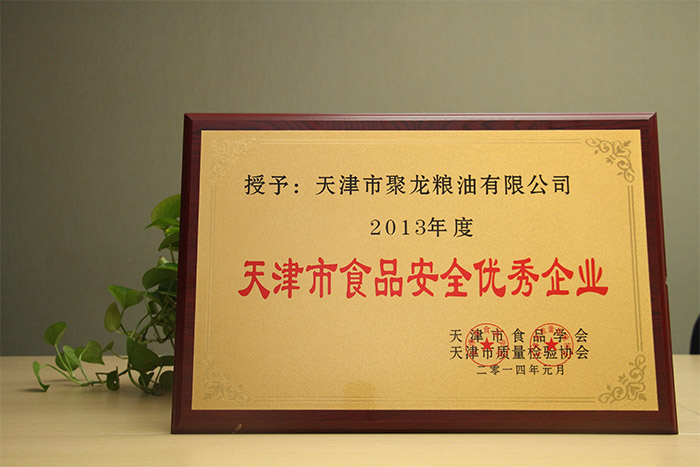 授予：天津市聚龙粮油有限公司
2013年度
天津市食品安全优秀企业
天津市食品学会
天津市质量检验协会
二零一四年元月